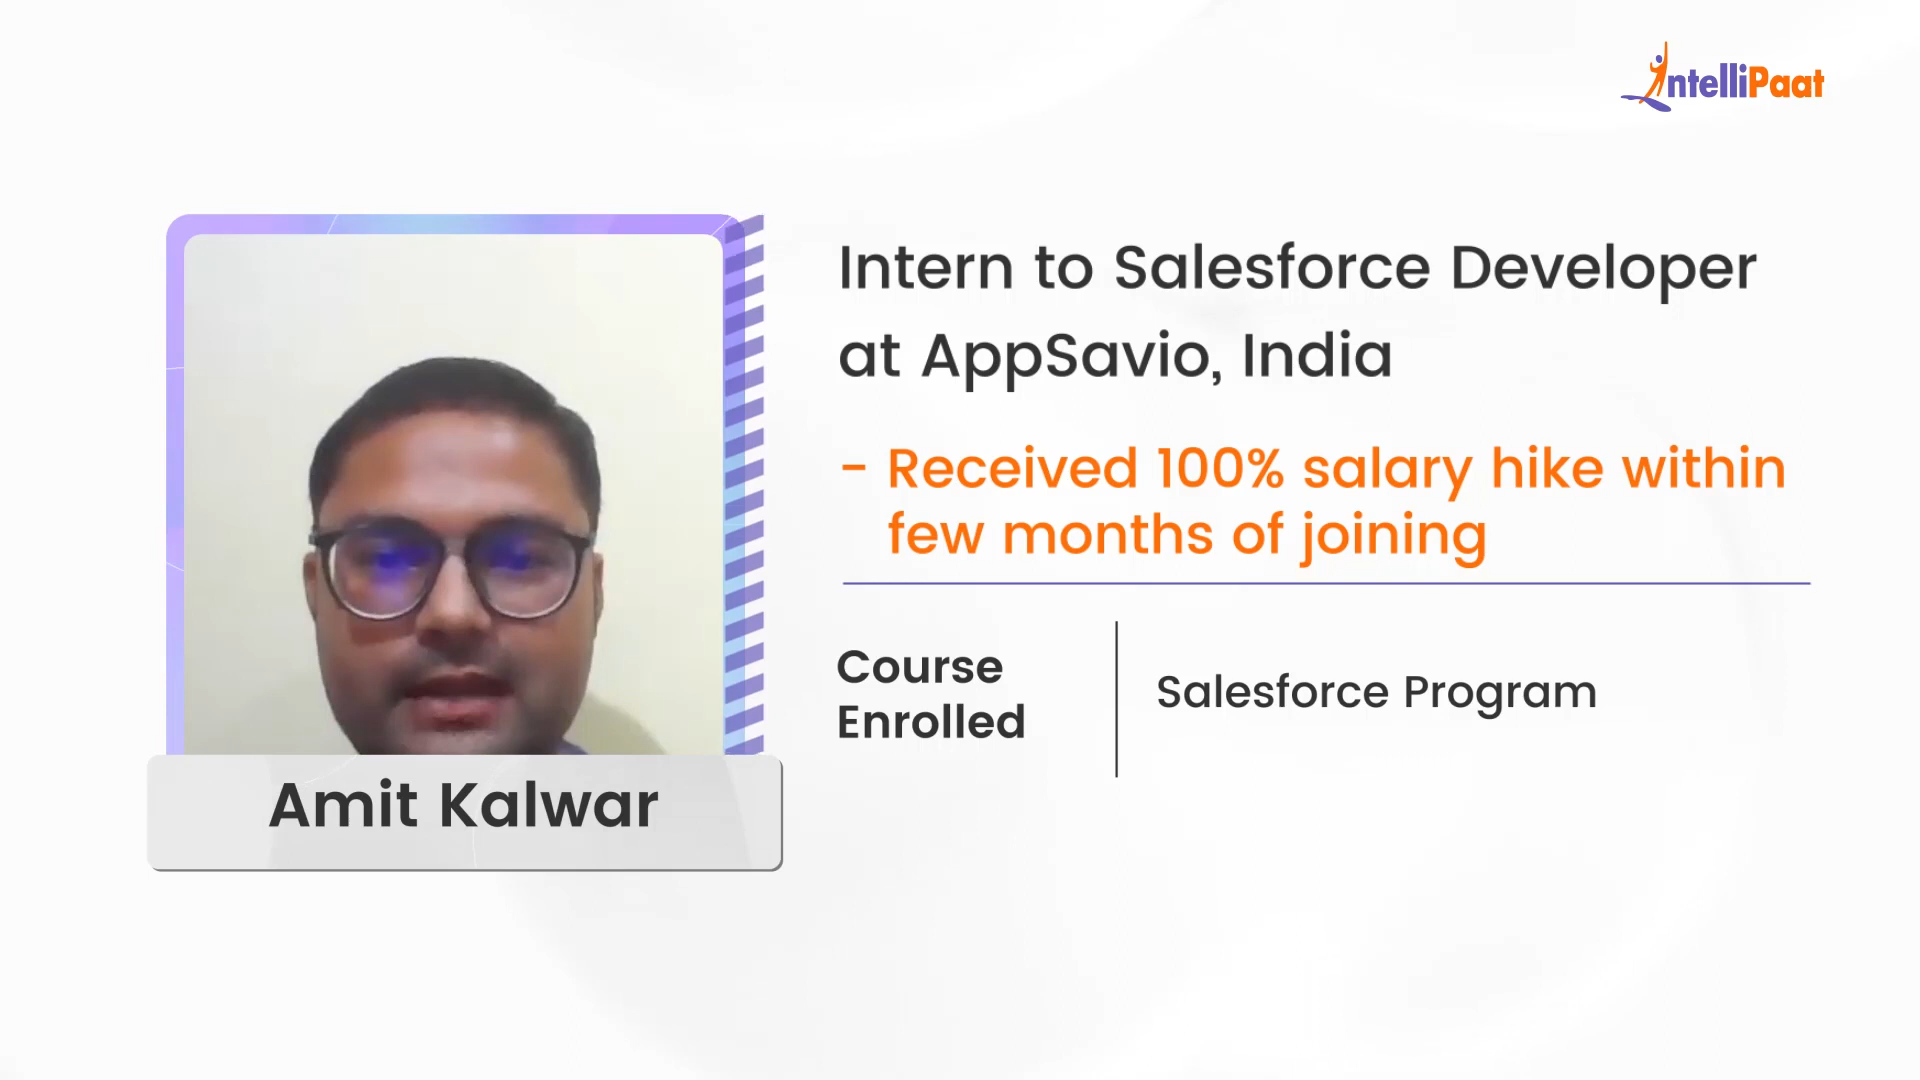 IntelliPaat
Intern to Salesforce Developer
at AppSavio, India
- Received 100% salary hike within
few months of joining
Course
Enrolled
Salesforce Program
Amit Kalwar